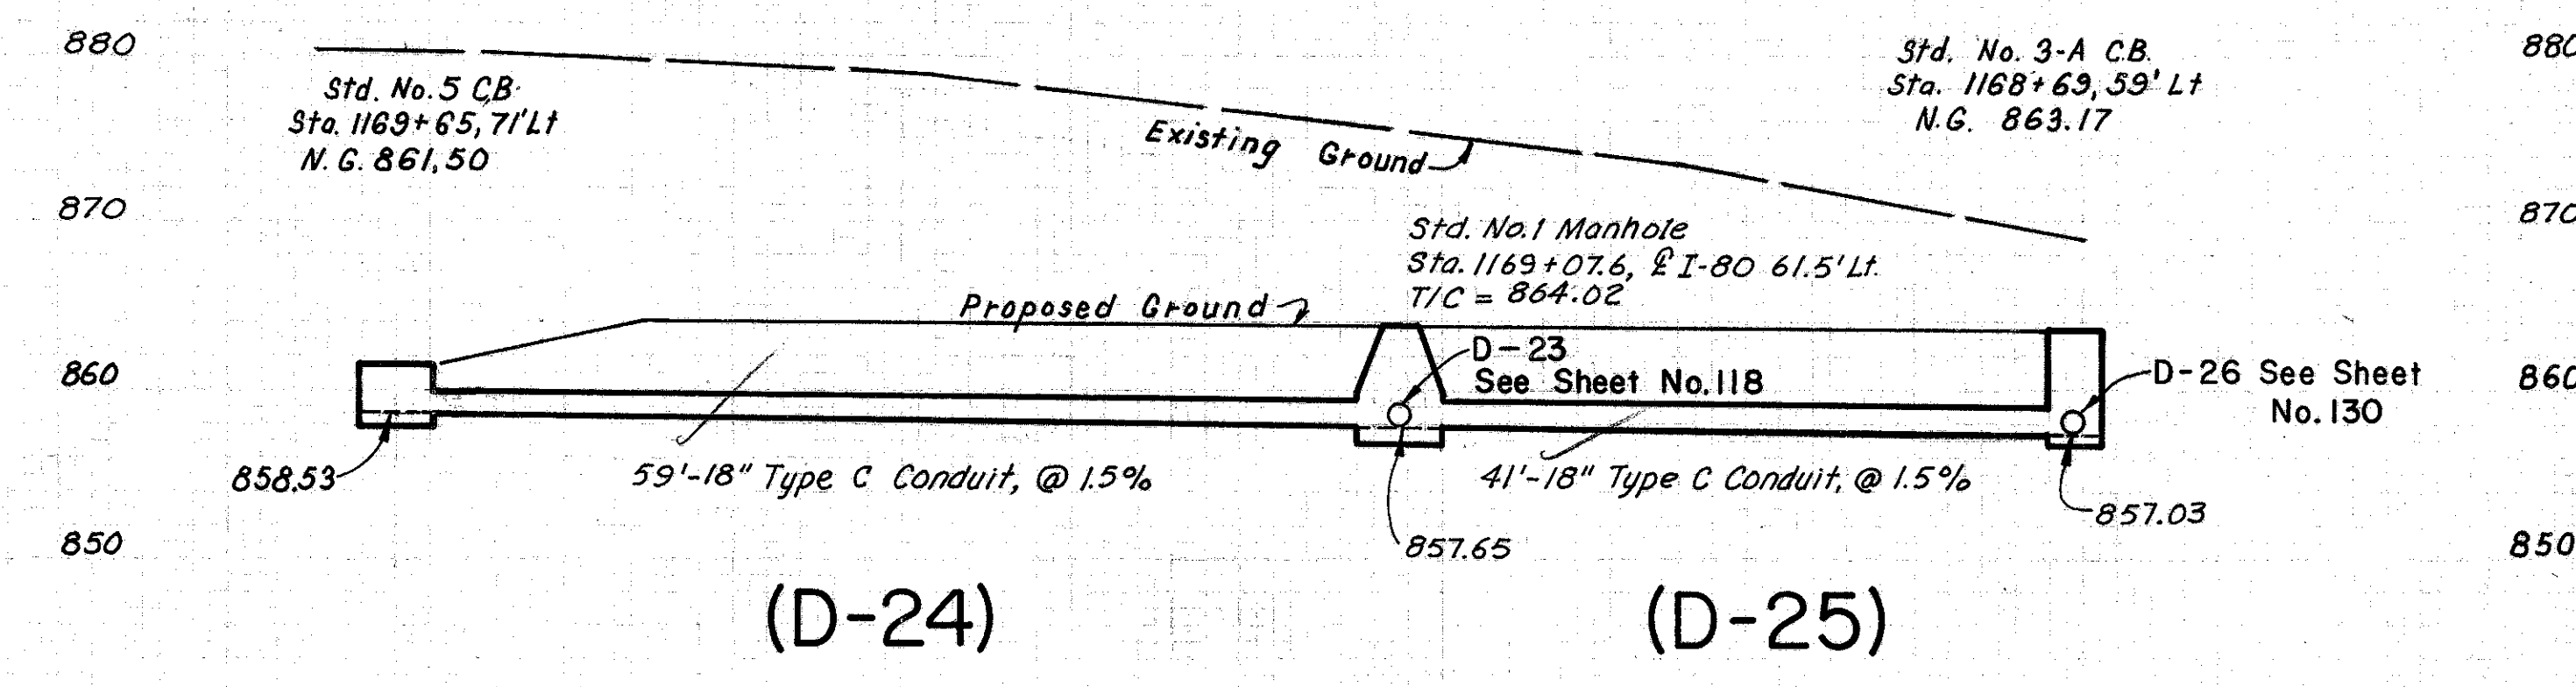 880
880
Std. No. 5 CB.
Sta. 1169+65, 71'Lt
N.G. 861,50
Std. No. 3-A C.B.
Sta. 1168+69, 59' Lt
N.G. 863.17
Existing Ground
870
870
Std. No.1 Manhole
Sta. 1169+07.6, ℄ I-80 61.5' Lt.
T/C = 864.02
Proposed Ground
D-23
See Sheet No.118
860
860
D-26 See Sheet
No.130
858.53
59'-18" Type C Conduit, @ 1.5%
41'-18" Type C Conduit, @ 1.5%
857.03
850
850
857.65
(D-24)
(D-25)